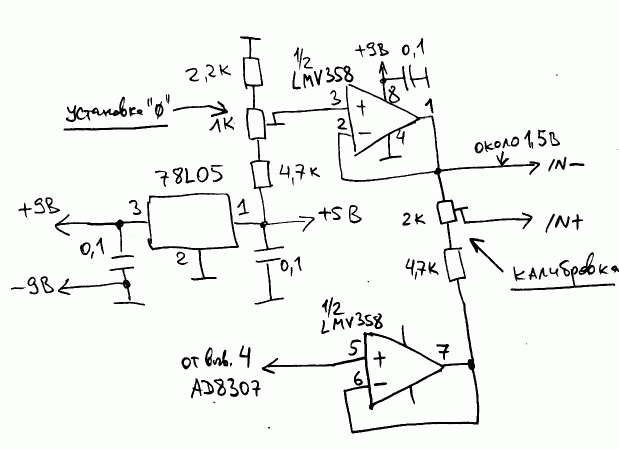 +9В 0,1
1/2
LMV358
2,2К
8
3
1
установка "0"
1К
2
4
около 1,5В
4,7К
IN-
78L05
+9В
3
1
+5В
2К
IN+
0,1
2
0,1
4,7К
калибровка
-9В
1/2
LMV358
5
7
от выв. 4
AD8307
6